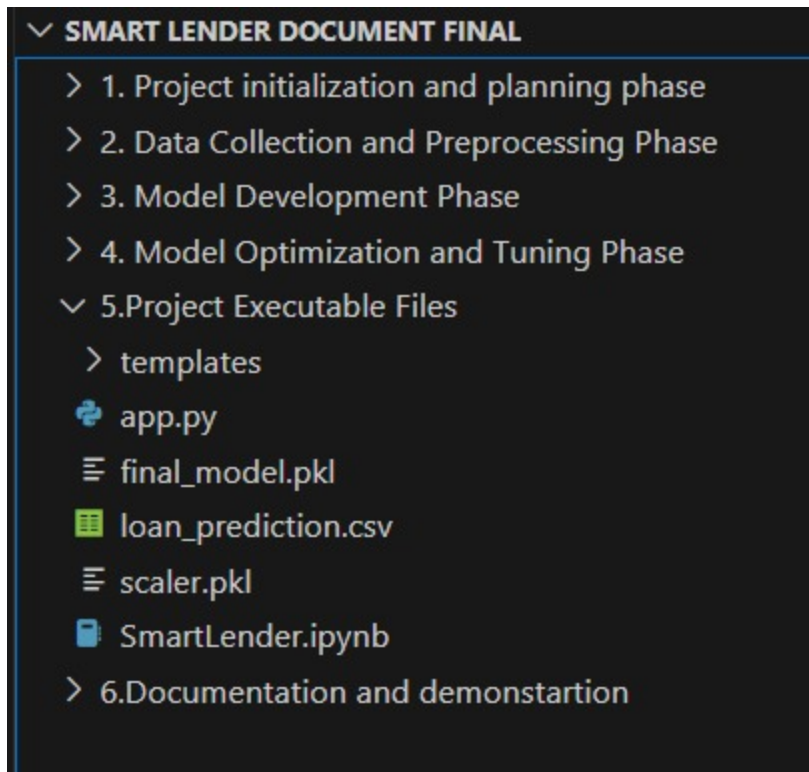 SMART LENDER DOCUMENT FINAL
1. Project initialization and planning phase
2. Data Collection and Preprocessing Phase
3. Model Development Phase
4. Model Optimization and Tuning Phase
5.Project Executable Files
templates
app.py
final_model.pkl
loan_prediction.csv
scaler.pkl
SmartLender.ipynb
6.Documentation and demonstartion